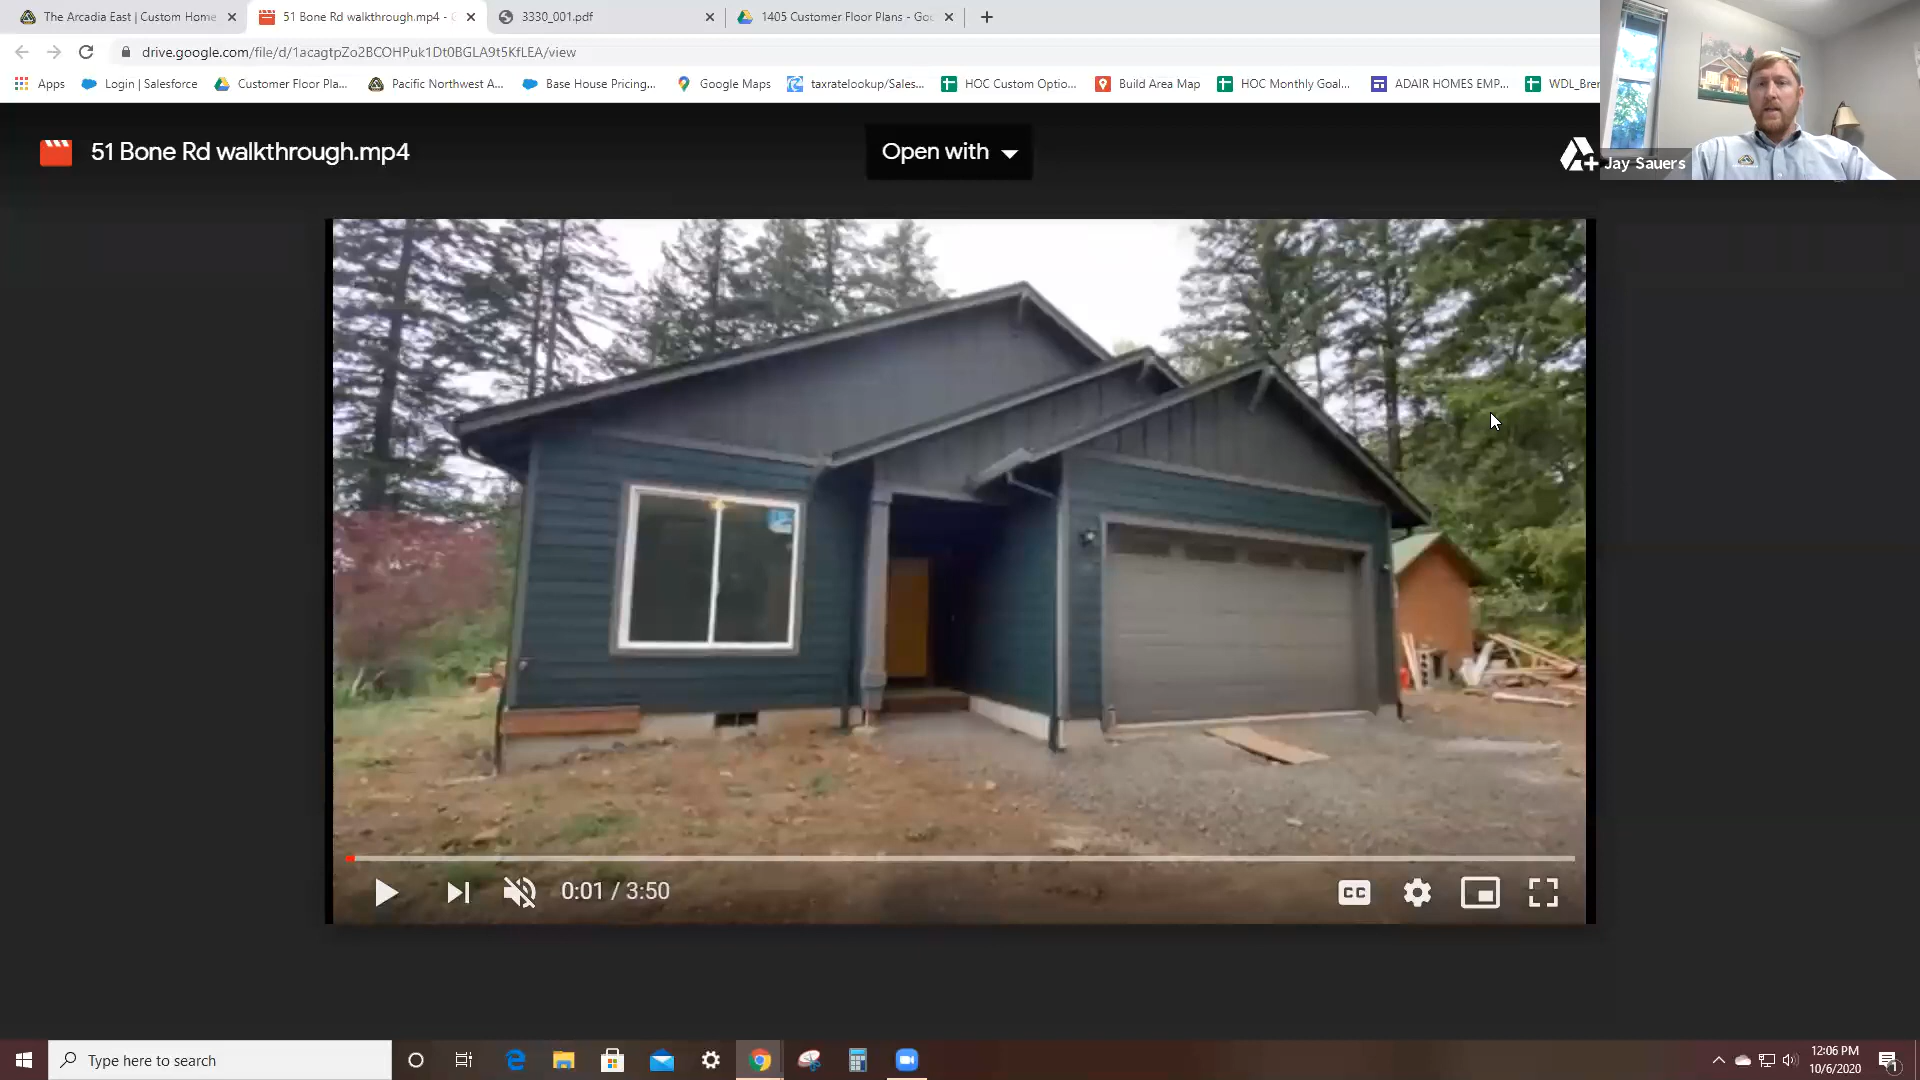 The Arcadia East | Custom Home
51 Bone Rd walkthrough.mp4 - G
3330_001.pdf
1405 Customer Floor Plans - Goo
drive.google.com/file/d/1acagtpZo2BCOHPuk1Dt0BGLA9t5KfLEA/view
Apps
Login | Salesforce
Customer Floor Pla...
Pacific Northwest A...
Base House Pricing...
Google Maps
taxratelookup/Sales...
HOC Custom Optio...
Build Area Map
HOC Monthly Goal...
ADAIR HOMES EMP...
WDL_Bren
51 Bone Rd walkthrough.mp4
Open with
Jay Sauers
0:01 / 3:50
CC
Type here to search
12:06 PM
10/6/2020
1